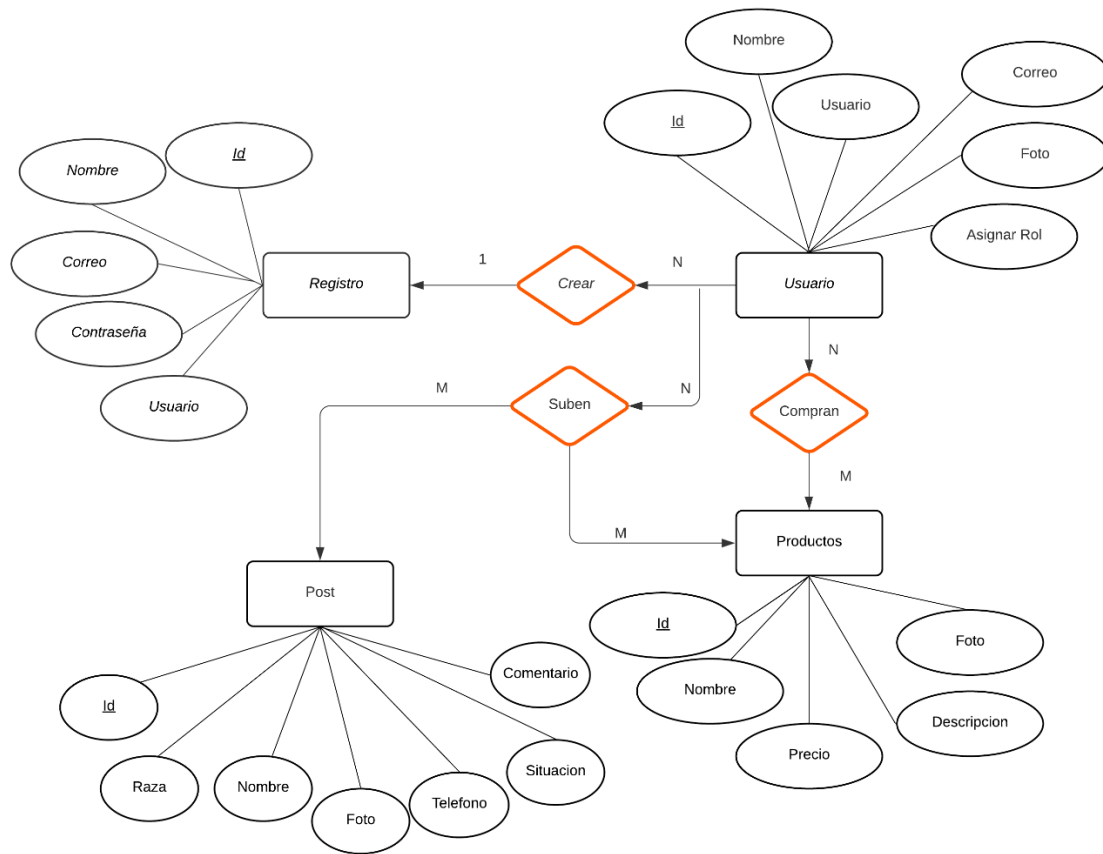 Nombre
Correo
Usuario
Id
Foto
Id
Nombre
Asignar Rol
Correo
1
N
Registro
Crear
Usuario
Contraseña
N
M
N
Suben
Compran
Usuario
M
M
Productos
Post
Id
Foto
Comentario
Nombre
Id
Descripcion
Precio
Situacion
Raza
Nombre
Telefono
Foto